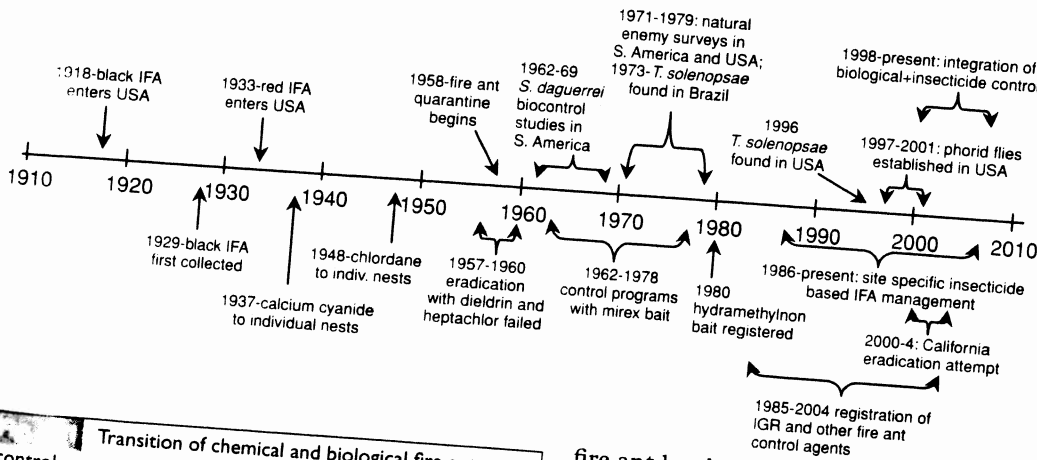 1971-1979: natural
enemy surveys in
S. America and USA;
1973-T. solenopsae
found in Brazil
1998-present: integration of
biological+insecticide contro
1918-black IFA
enters USA
1933-red IFA
enters USA
1958-fire ant
quarantine
begins
1962-69
S. daguerrei
biocontrol
studies in
S. America
1996
T. solenopsae
found in USA
1997-2001: phorid flies
established in USA
1910
1920
1930
1940
1950
1960
1970
1980
1990
2000
2010
1929-black IFA
first collected
1937-calcium cyanide
to individual nests
1948-chlordane
to indiv. nests
1957-1960
eradication
with dieldrin and
heptachlor failed
1962-1978
control programs
with mirex bait
1980
hydramethylnon
bait registered
1986-present: site specific insecticide
based IFA management
2000-4: California
eradication attempt
1985-2004 registration of
IGR and other fire ant
control agents
Transition of chemical and biological fire
control
fire ant